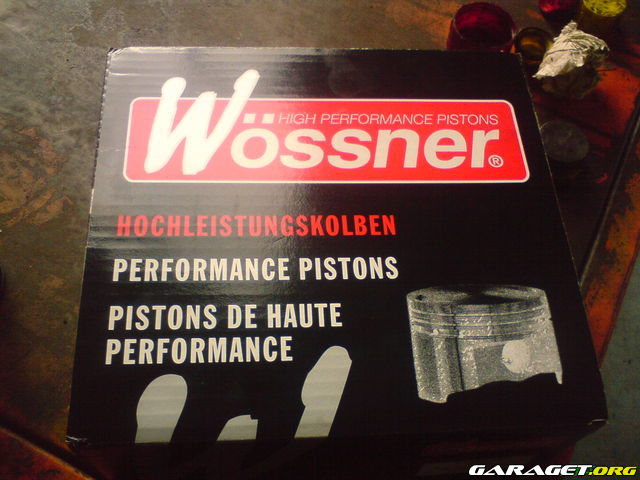 HIGH PERFORMANCE PISTONS
Wössner®
HOCHLEISTUNGSKOLBEN
PERFORMANCE PISTONS
PISTONS DE HAUTE
PERFORMANCE
GARAGET.ORG